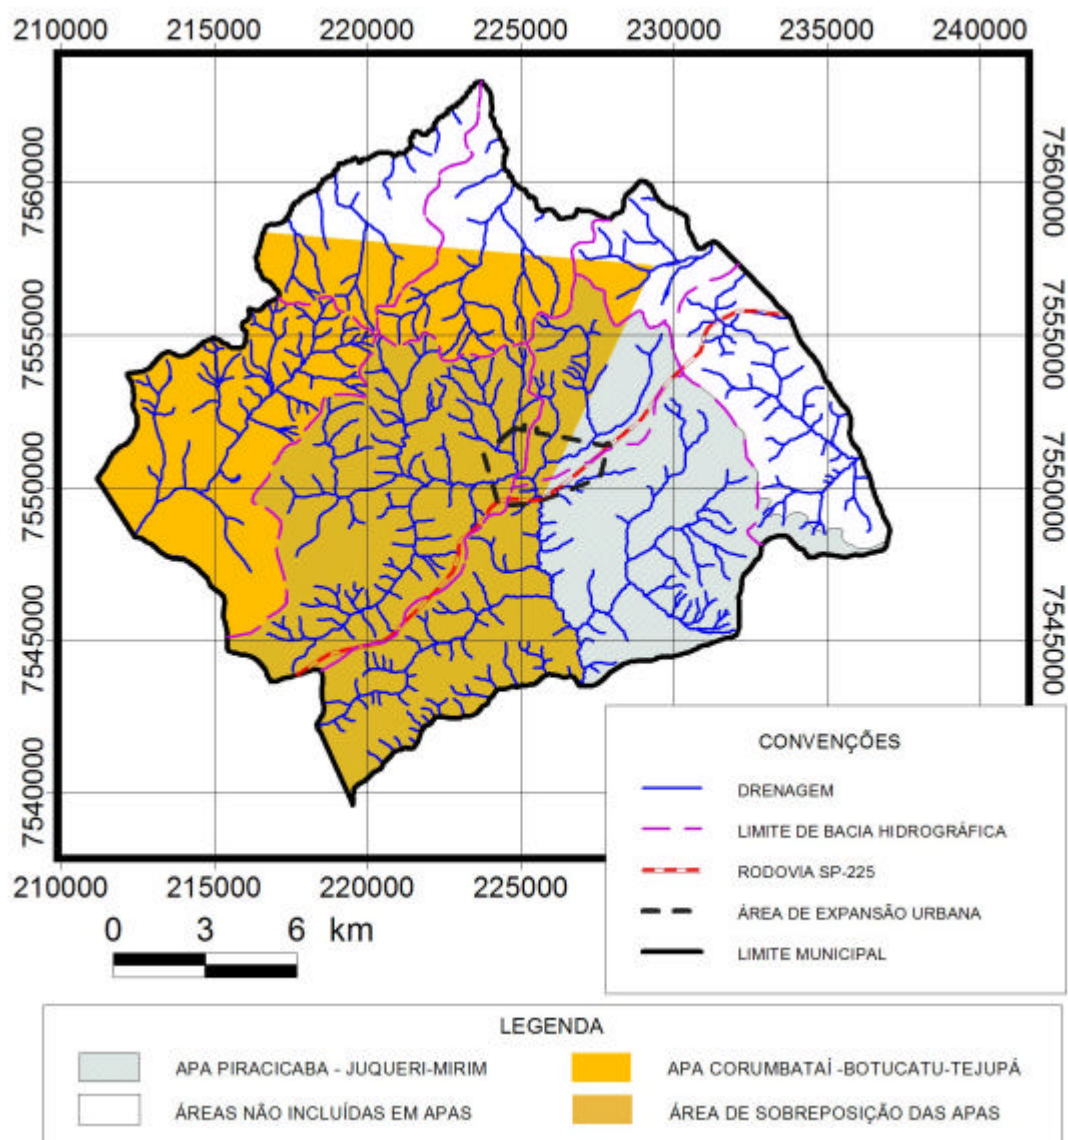 210000 215000 220000 225000 230000 235000 240000
7560000 7560000
7555000 7555000
7550000 7550000
7545000 7545000
7540000
210000 215000 220000 225000
0 3 6 km
CONVENÇÕES
DRENAGEM
LIMITE DE BACIA HIDROGRÁFICA
RODOVIA SP-225
ÁREA DE EXPANSÃO URBANA
LIMITE MUNICIPAL
LEGENDA
APA PIRACICABA - JUQUERI-MIRIM APA CORUMBATAÍ -BOTUCATU-TEJUPÁ
ÁREAS NÃO INCLUÍDAS EM APAS ÁREA DE SOBREPOSIÇÃO DAS APAS